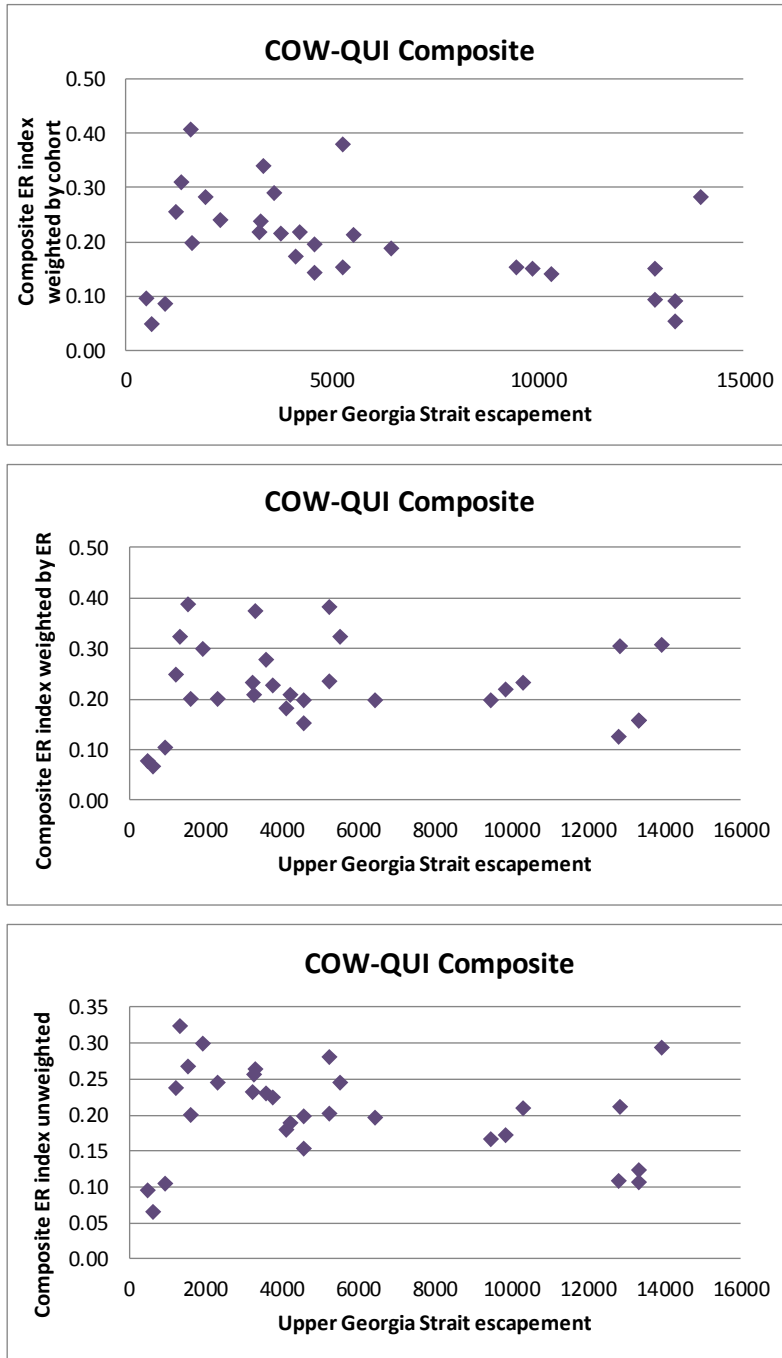 COW-QUI Composite
Composite ER index
weighted by cohort
0.50
0.40
0.30
0.20
0.10
0.00
0 5000 10000 15000
Upper Georgia Strait escapement
COW-QUI Composite
Composite ER index weighted by ER
0.50
0.40
0.30
0.20
0.10
0.00
0 2000 4000 6000 8000 10000 12000 14000 16000
Upper Georgia Strait escapement
COW-QUI Composite
Composite ER index unweighted
0.35
0.30
0.25
0.20
0.15
0.10
0.05
0.00
0 2000 4000 6000 8000 10000 12000 14000 16000
Upper Georgia Strait escapement